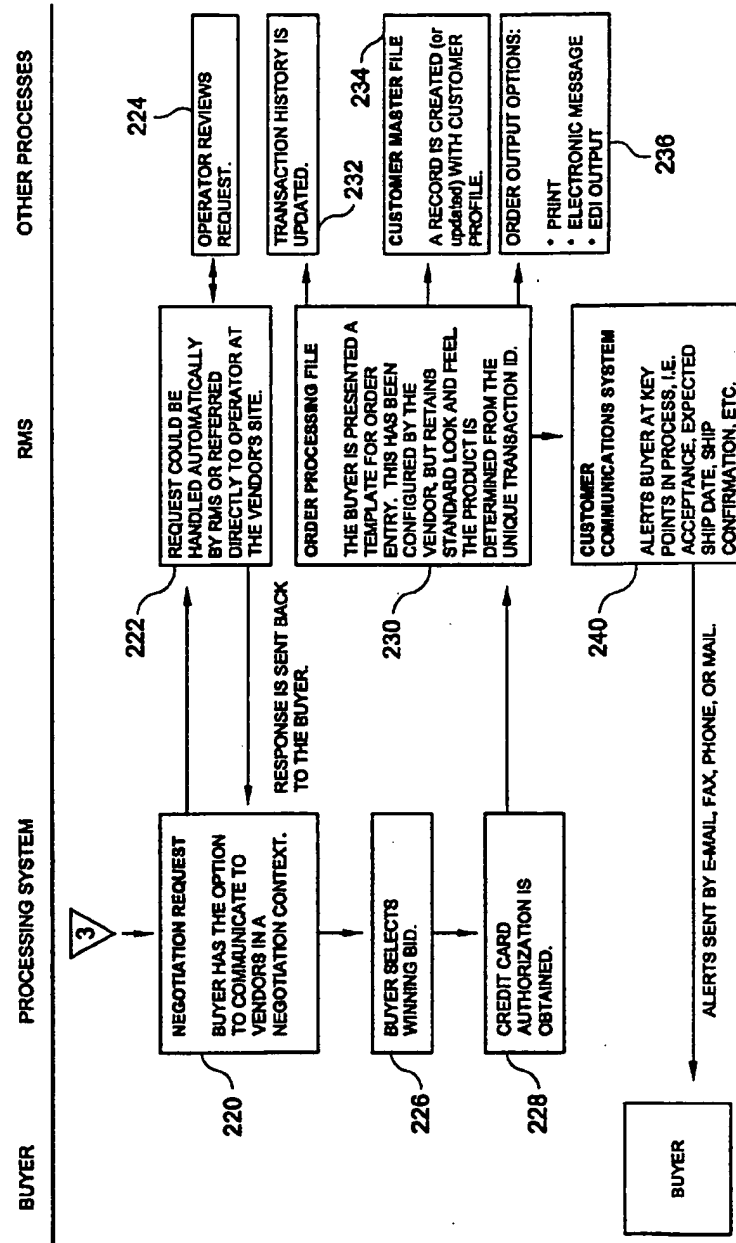 BUYER
PROCESSING SYSTEM
RMS
OTHER PROCESSES
3
NEGOTIATION REQUEST
BUYER HAS THE OPTION
TO COMMUNICATE TO
VENDORS IN A
NEGOTIATION CONTEXT.
220
REQUEST COULD BE
HANDLED AUTOMATICALLY
BY RMS OR REFERRED
DIRECTLY TO OPERATOR AT
THE VENDOR'S SITE.
222
OPERATOR REVIEWS
REQUEST.
224
RESPONSE IS SENT BACK
TO THE BUYER.
BUYER SELECTS
WINNING BID.
226
CREDIT CARD
AUTHORIZATION IS
OBTAINED.
228
ORDER PROCESSING FILE
THE BUYER IS PRESENTED A
TEMPLATE FOR ORDER
ENTRY. THIS HAS BEEN
CONFIGURED BY THE
VENDOR, BUT RETAINS
STANDARD LOOK AND FEEL.
THE PRODUCT IS
DETERMINED FROM THE
UNIQUE TRANSACTION ID.
230
TRANSACTION HISTORY IS
UPDATED.
232
CUSTOMER MASTER FILE
A RECORD IS CREATED (or
updated) WITH CUSTOMER
PROFILE.
234
ORDER OUTPUT OPTIONS:
* PRINT
* ELECTRONIC MESSAGE
* EDI OUTPUT
236
CUSTOMER
COMMUNICATIONS SYSTEM
ALERTS BUYER AT KEY
POINTS IN PROCESS, I.E.
ACCEPTANCE, EXPECTED
SHIP DATE, SHIP
CONFIRMATION, ETC.
240
ALERTS SENT BY E-MAIL, FAX, PHONE, OR MAIL.
BUYER